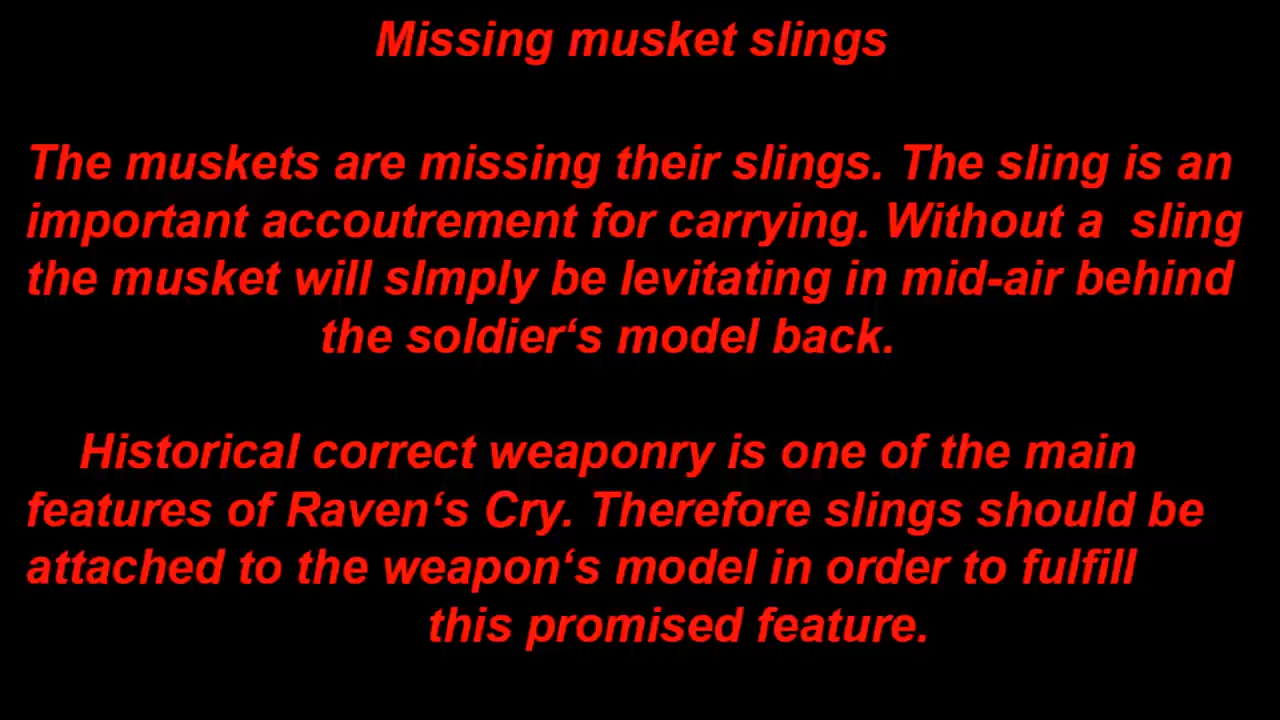 Missing musket slings
The muskets are missing their slings. The sling is an
important accoutrement for carrying. Without a  sling
the musket will slmply be levitating in mid-air behind
the soldier‘s model back.
Historical correct weaponry is one of the main
features of Raven‘s Cry. Therefore slings should be
attached to the weapon‘s model in order to fulfill
this promised feature.